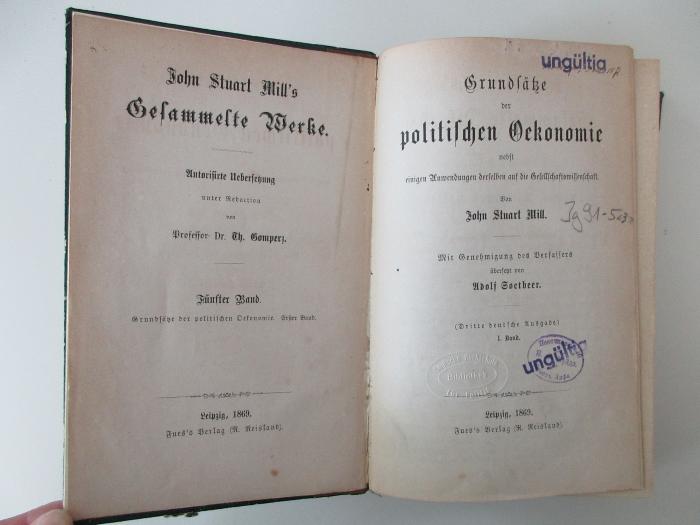 John Stuart Mill's
Gesammelte Werke.
Autorisirte Uebersetzung
unter Redaction
von
Professor Dr. Th. Gomperz.
Fünfter Band.
Grundsätze der politischen Oekonomie. Erster Band.
Leipzig, 1869.
Fues's Verlag (R. Reisland).
ungültig
Grundsätze
der
politischen Oekonomie
nebst
einigen Anwendungen derselben auf die Gesellschaftswissenschaft.
Von
John Stuart Mill.
Mit Genehmigung des Verfassers
übersetzt von
Adolf Soetbeer.
(Dritte deutsche Ausgabe)
I. Band.
ungültig
Bibliothek
Leipzig, 1869.
Fues's Verlag (R. Reisland).